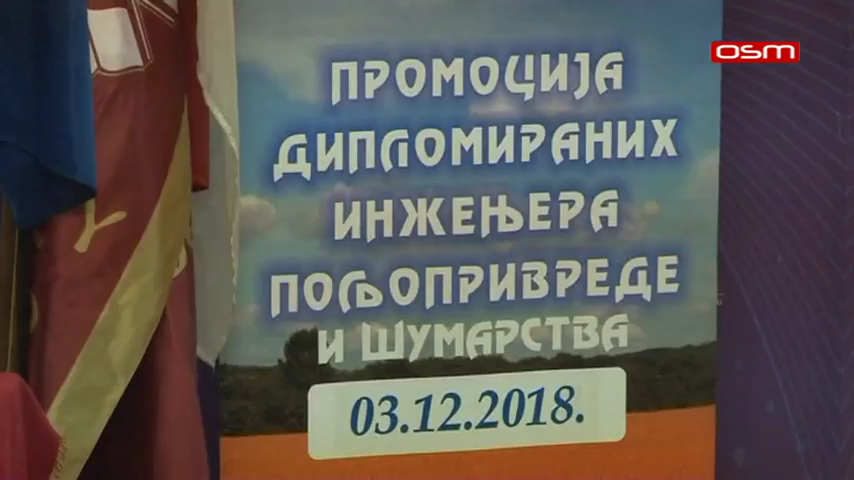 OSM
ПРОМОЦИЈА
ДИПЛОМИРАНИХ
ИНЖЕЊЕРА
ПОЉОПРИВРЕДЕ
И ШУМАРСТВА
03.12.2018.